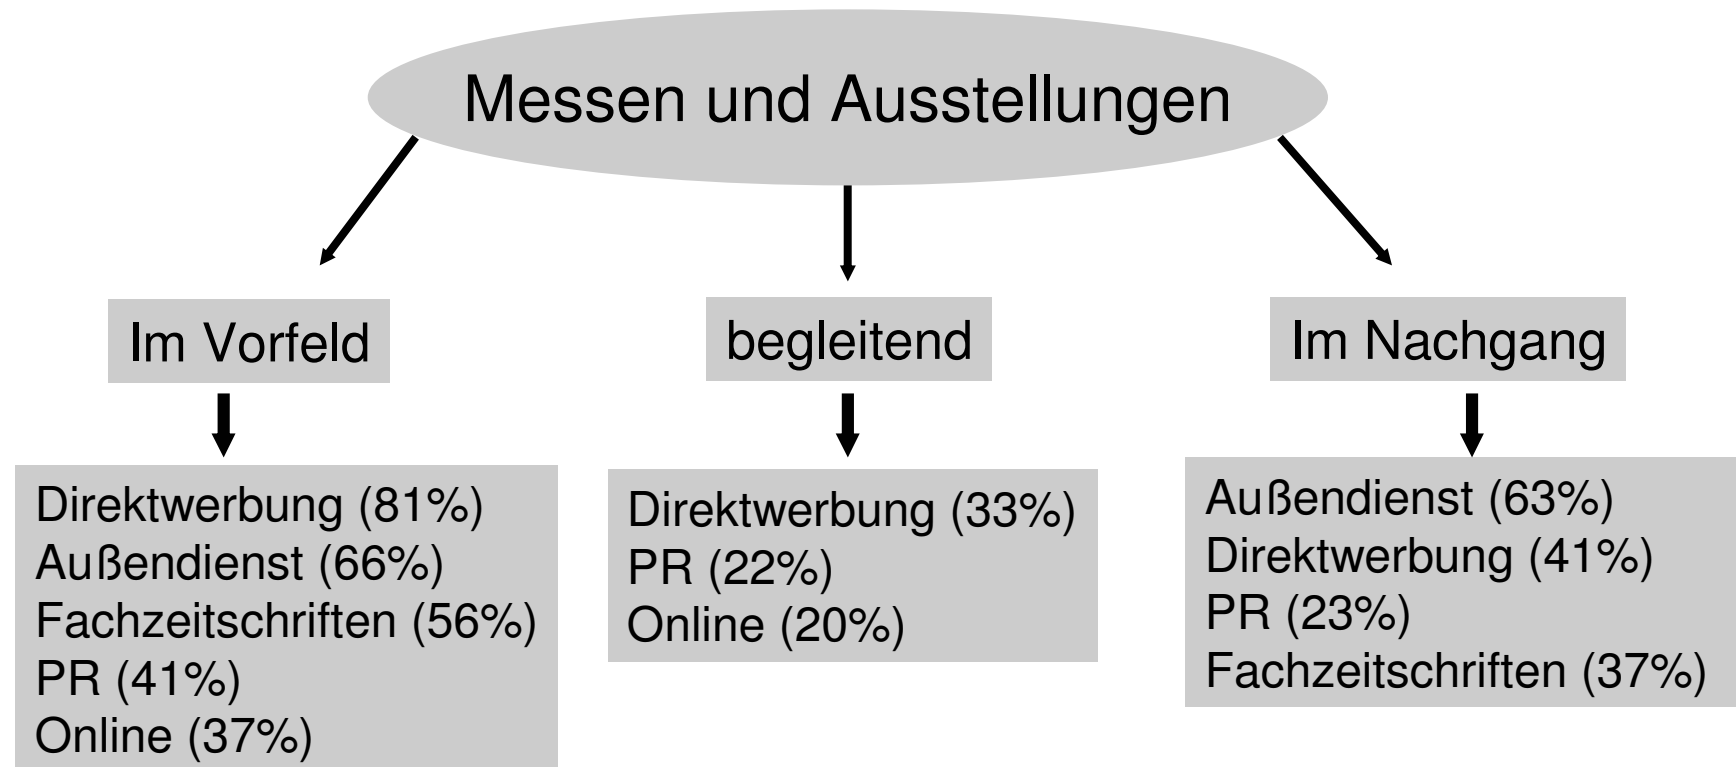 Messen und Ausstellungen
Im Vorfeld
begleitend
Im Nachgang
Direktwerbung (81%)
Außendienst (66%)
Fachzeitschriften (56%)
PR (41%)
Online (37%)
Direktwerbung (33%)
PR (22%)
Online (20%)
Außendienst (63%)
Direktwerbung (41%)
PR (23%)
Fachzeitschriften (37%)